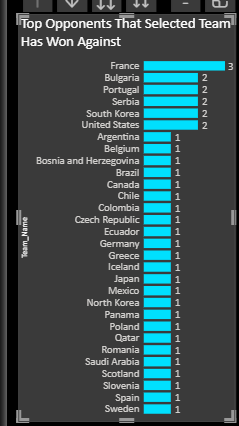 Top Opponents That Selected Team
Has Won Against
Team_Name
France 3
Bulgaria 2
Portugal 2
Serbia 2
South Korea 2
United States 2
Argentina 1
Belgium 1
Bosnia and Herzegovina 1
Brazil 1
Canada 1
Chile 1
Colombia 1
Czech Republic 1
Ecuador 1
Germany 1
Greece 1
Iceland 1
Japan 1
Mexico 1
North Korea 1
Panama 1
Poland 1
Qatar 1
Romania 1
Saudi Arabia 1
Scotland 1
Slovenia 1
Spain 1
Sweden 1